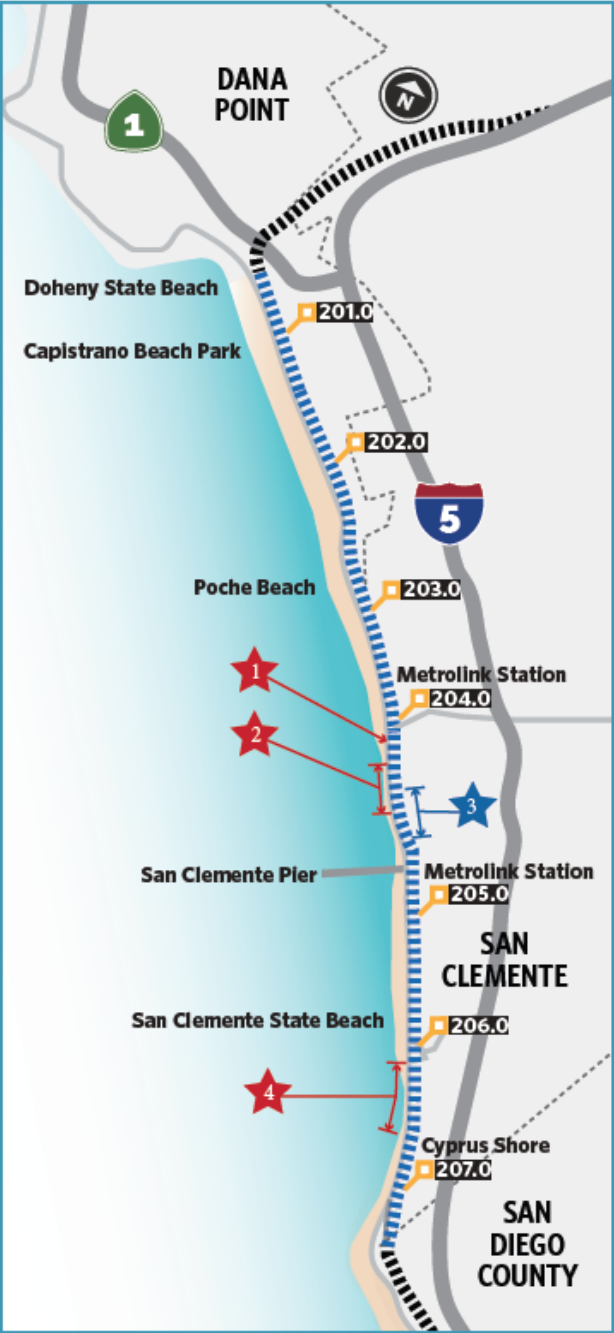 DANA
POINT
N
1
Doheny State Beach
201.0
Capistrano Beach Park
202.0
5
Poche Beach
203.0
1
Metrolink Station
204.0
2
3
San Clemente Pier
Metrolink Station
205.0
SAN
CLEMENTE
San Clemente State Beach
206.0
4
Cyprus Shore
207.0
SAN
DIEGO
COUNTY